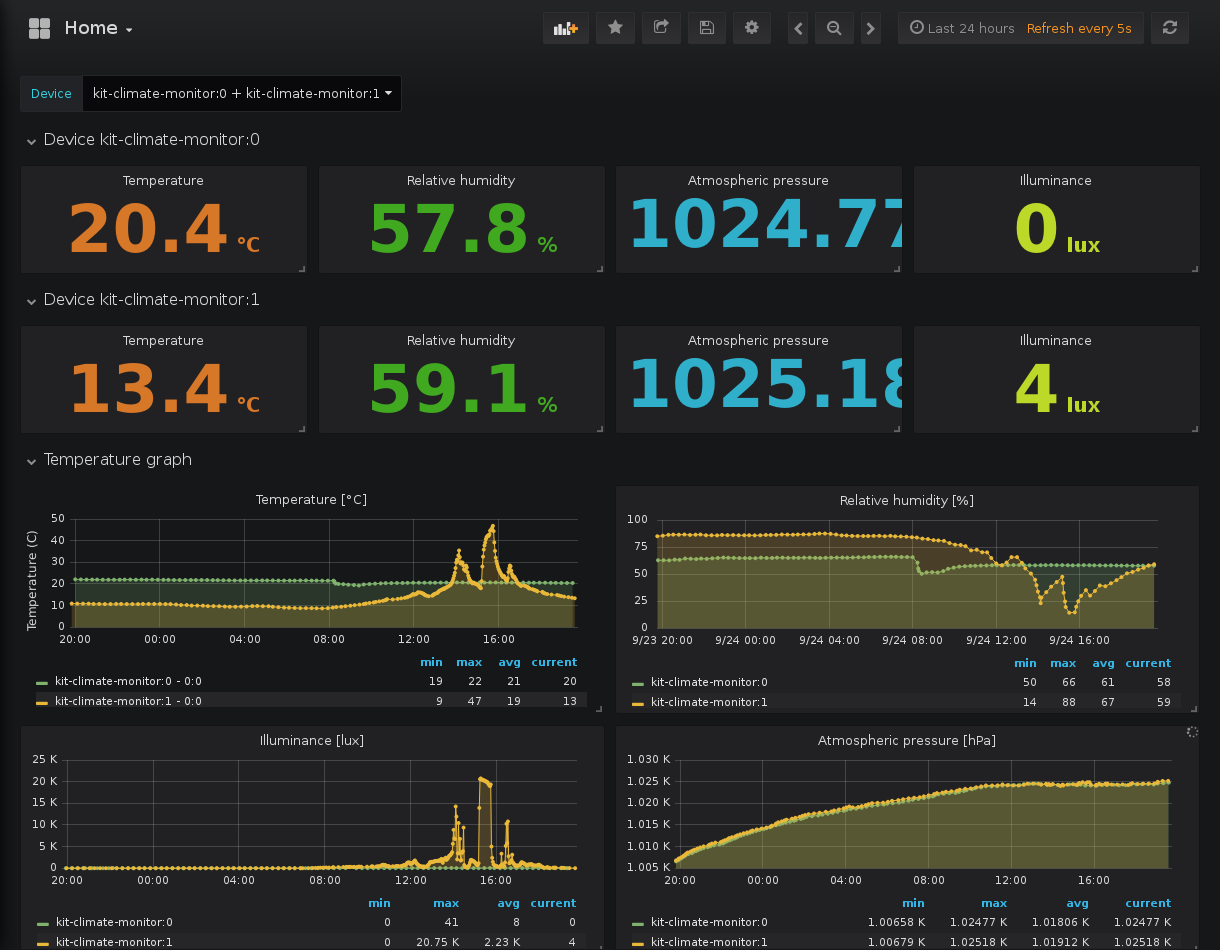 Home
Last 24 hours Refresh every 5s
Device kit-climate-monitor:0 + kit-climate-monitor:1
Device kit-climate-monitor:0
Temperature Relative humidity Atmospheric pressure Illuminance
20.4 °C 57.8 % 1024.77 0 lux
Device kit-climate-monitor:1
Temperature Relative humidity Atmospheric pressure Illuminance
13.4 °C 59.1 % 1025.18 4 lux
Temperature graph
Temperature [°C]
Temperature (C)
50
40
30
20
10
0
20:00 00:00 04:00 08:00 12:00 16:00
min max avg current
kit-climate-monitor:0 - 0:0 19 22 21 20
kit-climate-monitor:1 - 0:0 9 47 19 13
Relative humidity [%]
100
75
50
25
0
9/23 20:00 9/24 00:00 9/24 04:00 9/24 08:00 9/24 12:00 9/24 16:00
min max avg current
kit-climate-monitor:0 50 66 61 58
kit-climate-monitor:1 14 88 67 59
Illuminance [lux]
25 K
20 K
15 K
10 K
5 K
0
20:00 00:00 04:00 08:00 12:00 16:00
min max avg current
kit-climate-monitor:0 0 41 8 0
kit-climate-monitor:1 0 20.75 K 2.23 K 4
Atmospheric pressure [hPa]
1.030 K
1.025 K
1.020 K
1.015 K
1.010 K
1.005 K
20:00 00:00 04:00 08:00 12:00 16:00
min max avg current
kit-climate-monitor:0 1.00658 K 1.02477 K 1.01806 K 1.02477 K
kit-climate-monitor:1 1.00679 K 1.02518 K 1.01912 K 1.02518 K